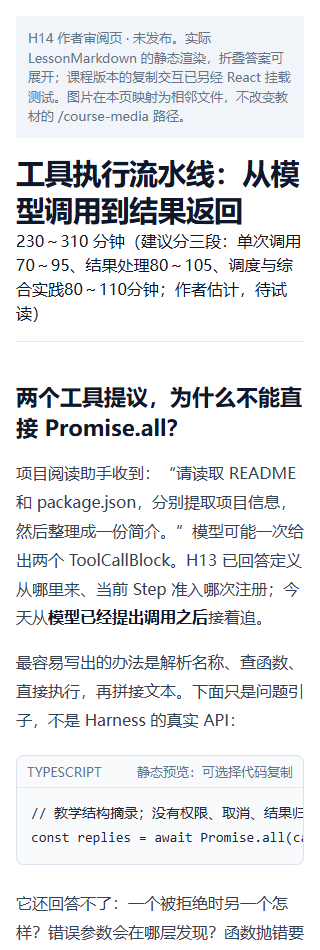 H14 作者审阅页 · 未发布。实际
LessonMarkdown 的静态渲染，折叠答案可
展开；课程版本的复制交互已另经 React 挂载
测试。图片在本页映射为相邻文件，不改变教
材的 /course-media 路径。
工具执行流水线：从模
型调用到结果返回
230～310 分钟（建议分三段：单次调用
70～95、结果处理80～105、调度与综
合实践80～110分钟；作者估计，待试
读）
两个工具提议，为什么不能直
接 Promise.all？
项目阅读助手收到：“请读取 README
和 package.json，分别提取项目信息，
然后整理成一份简介。”模型可能一次给
出两个 ToolCallBlock。H13 已回答定义
从哪里来、当前 Step 准入哪次注册；今
天从模型已经提出调用之后接着追。
最容易写出的办法是解析名称、查函数、
直接执行，再拼接文本。下面只是问题引
子，不是 Harness 的真实 API：
TYPESCRIPT 静态预览：可选择代码复制
// 教学结构摘录；没有权限、取消、结果归
const replies = await Promise.all(ca
它还回答不了：一个被拒绝时另一个怎
样？错误参数会在哪层发现？函数抛错要